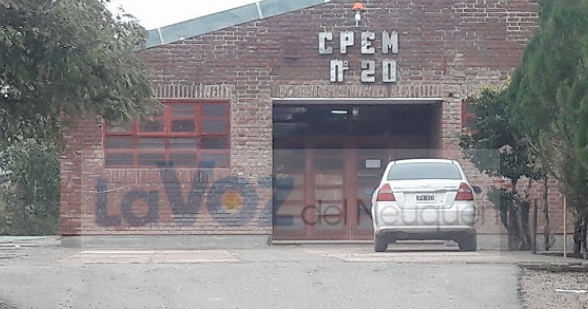 CPEM
Nº 20
LaVoz
del Neuquén